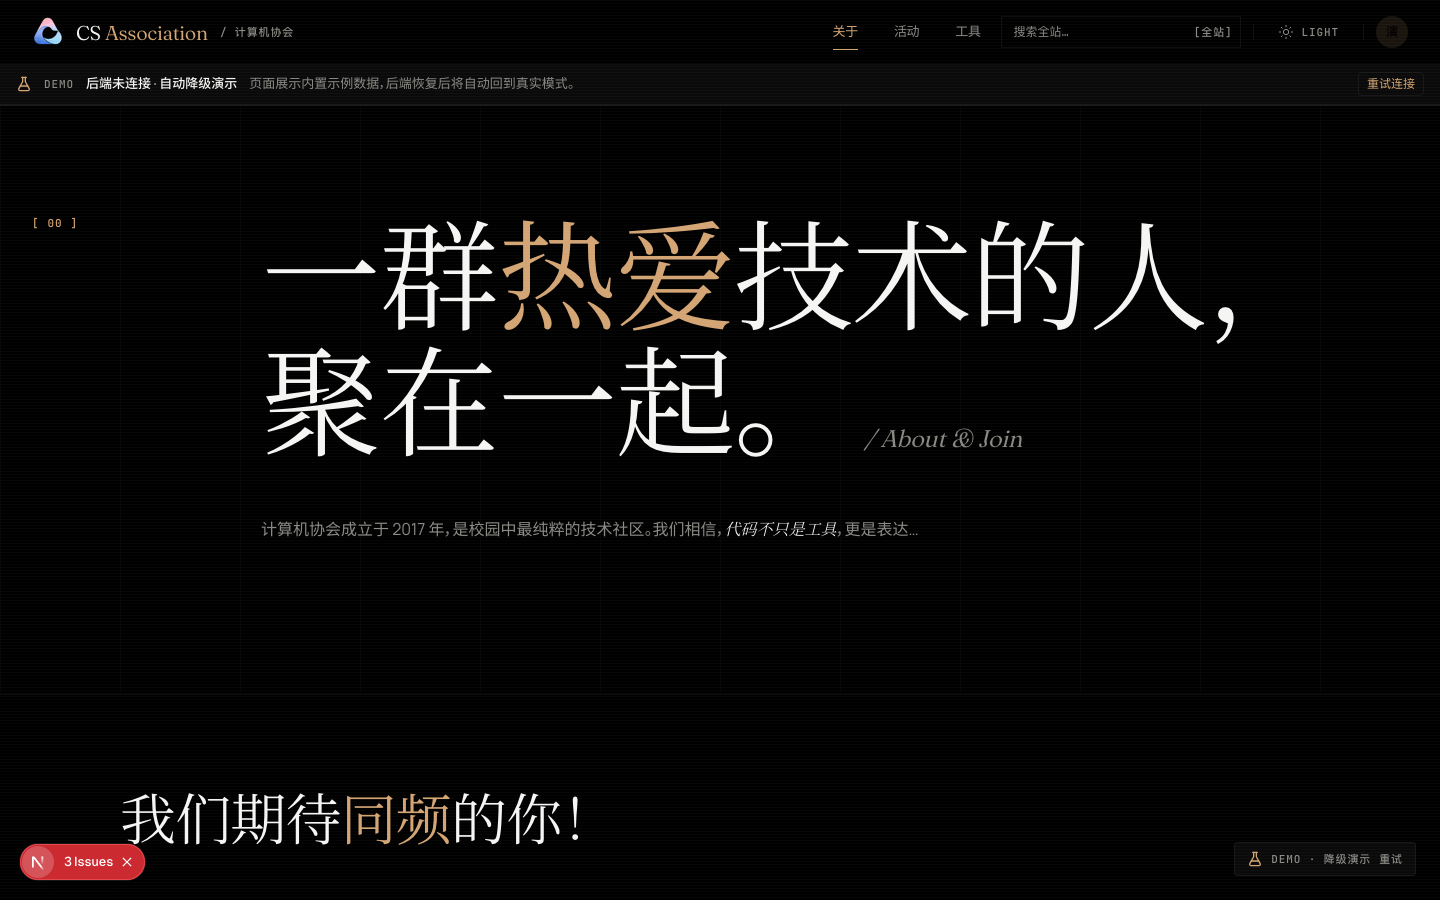 CS Association / 计算机协会
关于 活动 工具 搜索全站… [全站] LIGHT 演
DEMO 后端未连接 · 自动降级演示 页面展示内置示例数据，后端恢复后将自动回到真实模式。 重试连接
[ 00 ]
一群热爱技术的人，
聚在一起。
/ About & Join
计算机协会成立于 2017 年，是校园中最纯粹的技术社区。我们相信，代码不只是工具，更是表达…
我们期待同频的你！
N 3 Issues
DEMO · 降级演示 重试